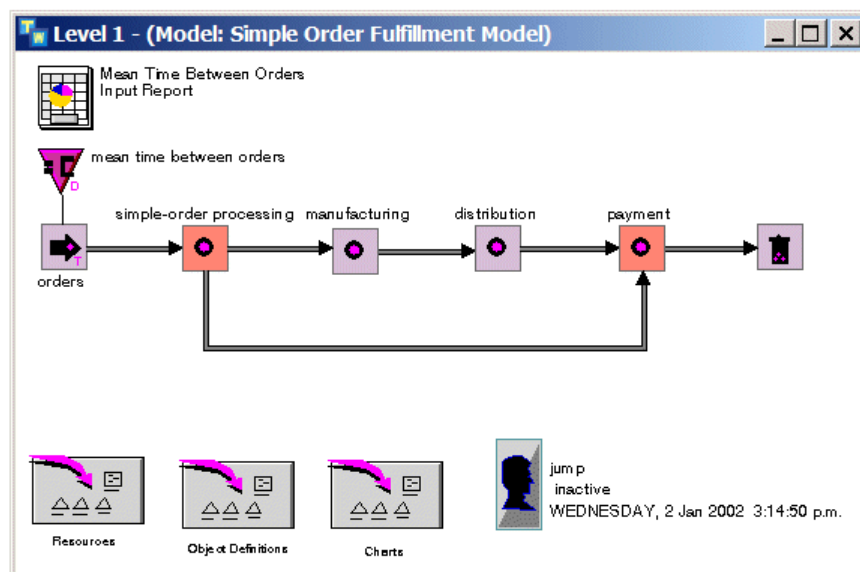 TW Level 1 - (Model: Simple Order Fulfillment Model)
Mean Time Between Orders
Input Report
mean time between orders
D
simple-order processing manufacturing distribution payment
T
orders
jump
inactive
WEDNESDAY, 2 Jan 2002 3:14:50 p.m.
Resources Object Definitions Charts